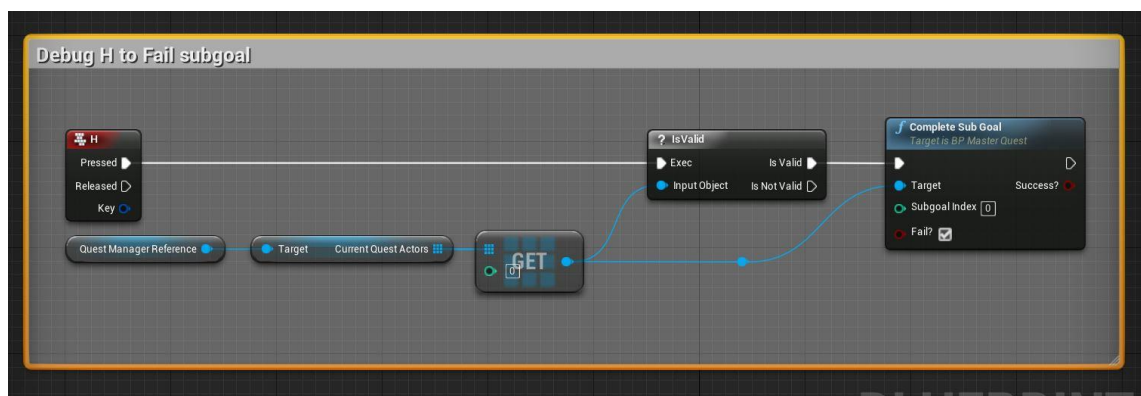 Debug H to Fail subgoal
H
Pressed
Released
Key
Quest Manager Reference
Target Current Quest Actors
0
GET
? IsValid
Exec Is Valid
Input Object Is Not Valid
f Complete Sub Goal
Target is BP Master Quest
Target Success?
Subgoal Index 0
Fail?